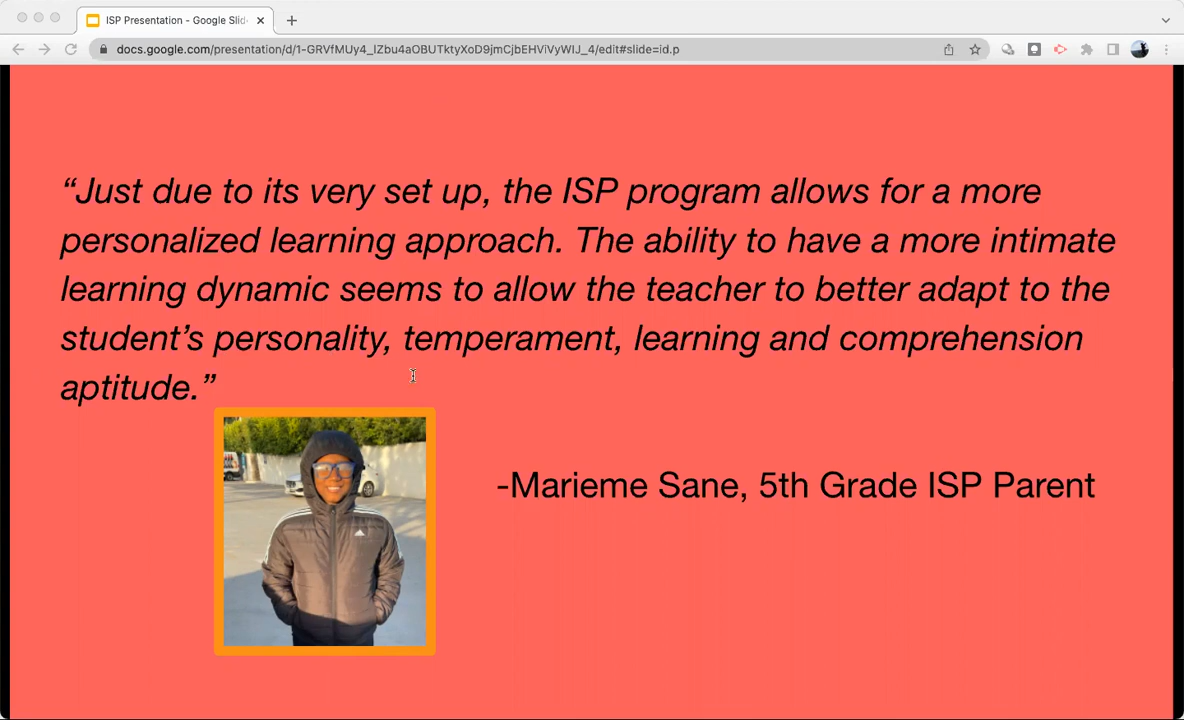 ISP Presentation - Google Slid
docs.google.com/presentation/d/1-GRVfMUy4_lZbu4aOBUTktyXoD9jmCjbEHViVyWIJ_4/edit#slide=id.p
“Just due to its very set up, the ISP program allows for a more
personalized learning approach. The ability to have a more intimate
learning dynamic seems to allow the teacher to better adapt to the
student’s personality, temperament, learning and comprehension
aptitude.”
-Marieme Sane, 5th Grade ISP Parent